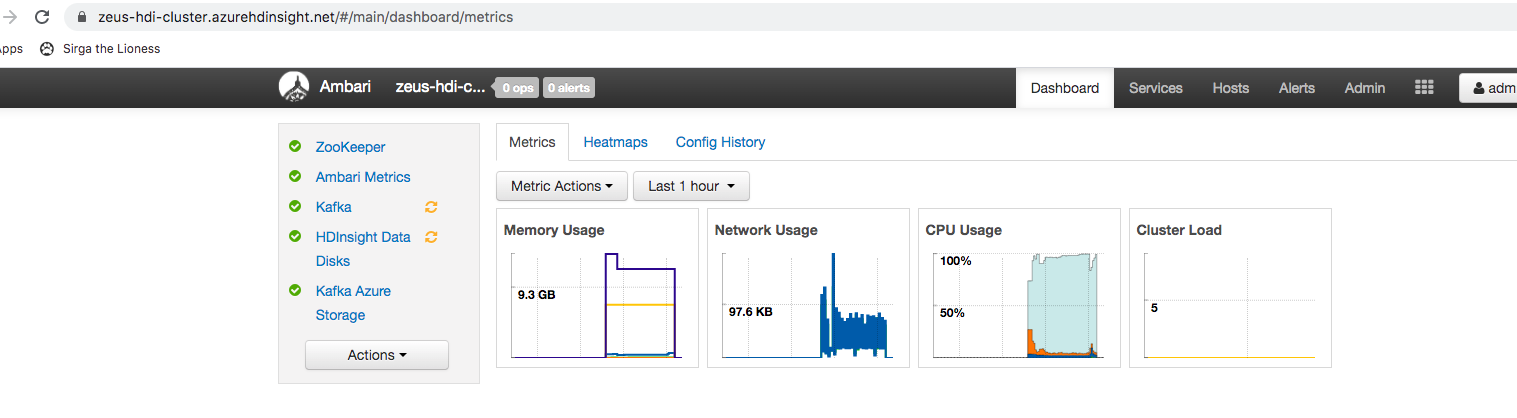 zeus-hdi-cluster.azurehdinsight.net/#/main/dashboard/metrics
Apps Sirga the Lioness
Ambari zeus-hdi-c... 0 ops 0 alerts Dashboard Services Hosts Alerts Admin adm
ZooKeeper
Ambari Metrics
Kafka
HDInsight Data
Disks
Kafka Azure
Storage
Actions
Metrics Heatmaps Config History
Metric Actions Last 1 hour
Memory Usage
9.3 GB
Network Usage
97.6 KB
CPU Usage
100%
50%
Cluster Load
5